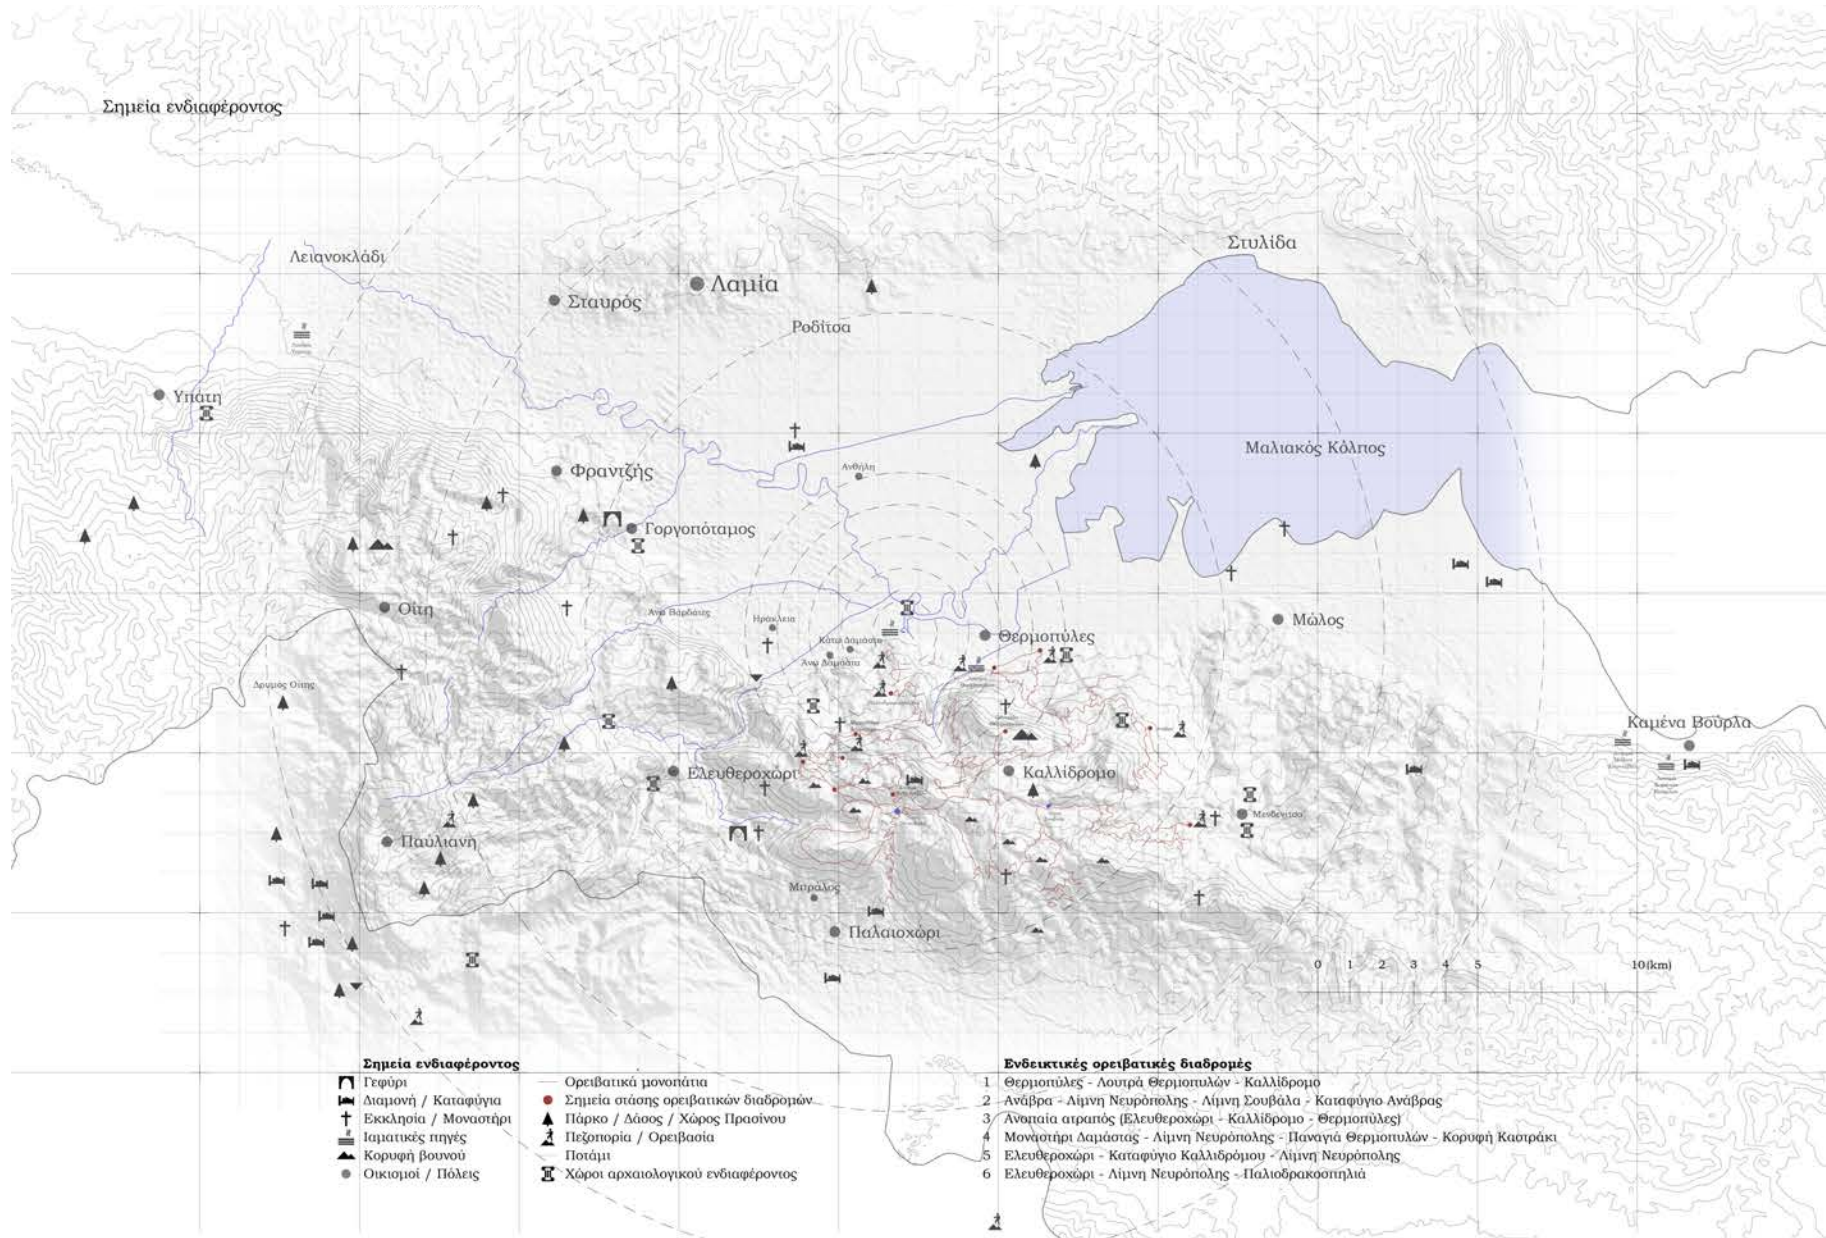 Σημεία ενδιαφέροντος
Στυλίδα
Λειανοκλάδι
Λαμία
Σταυρός
Ροδίτσα
Υπάτη
Μαλιακός Κόλπος
Ανθήλη
Φραντζής
Γοργοπόταμος
Οίτη
Άνω Βαρδάτες
Ηράκλεια
Μώλος
Θερμοπύλες
Κάτω Δαμάστα
Άνω Δαμάστα
Δρυμός Οίτης
Καμένα Βούρλα
Ελευθεροχώρι
Καλλίδρομο
Μενδενίτσα
Παύλιανη
Μπράλος
Παλαιοχώρι
0 1 2 3 4 5 10(km)
Σημεία ενδιαφέροντος
Γεφύρι
Διαμονή / Καταφύγια
Εκκλησία / Μοναστήρι
Ιαματικές πηγές
Κορυφή βουνού
Οικισμοί / Πόλεις
Ορειβατικά μονοπάτια
Σημεία στάσης ορειβατικών διαδρομών
Πάρκο / Δάσος / Χώρος Πρασίνου
Πεζοπορία / Ορειβασία
Ποτάμι
Χώροι αρχαιολογικού ενδιαφέροντος
Ενδεικτικές ορειβατικές διαδρομές
1 Θερμοπύλες - Λουτρά Θερμοπυλών - Καλλίδρομο
2 Ανάβρα - Λίμνη Νευρόπολης - Λίμνη Σουβάλα - Καταφύγιο Ανάβρας
3 Ανοπαία ατραπός (Ελευθεροχώρι - Καλλίδρομο - Θερμοπύλες)
4 Μοναστήρι Δαμάστας - Λίμνη Νευρόπολης - Παναγιά Θερμοπυλών - Κορυφή Καστράκι
5 Ελευθεροχώρι - Καταφύγιο Καλλιδρόμου - Λίμνη Νευρόπολης
6 Ελευθεροχώρι - Λίμνη Νευρόπολης - Παλιοδρακοσπηλιά